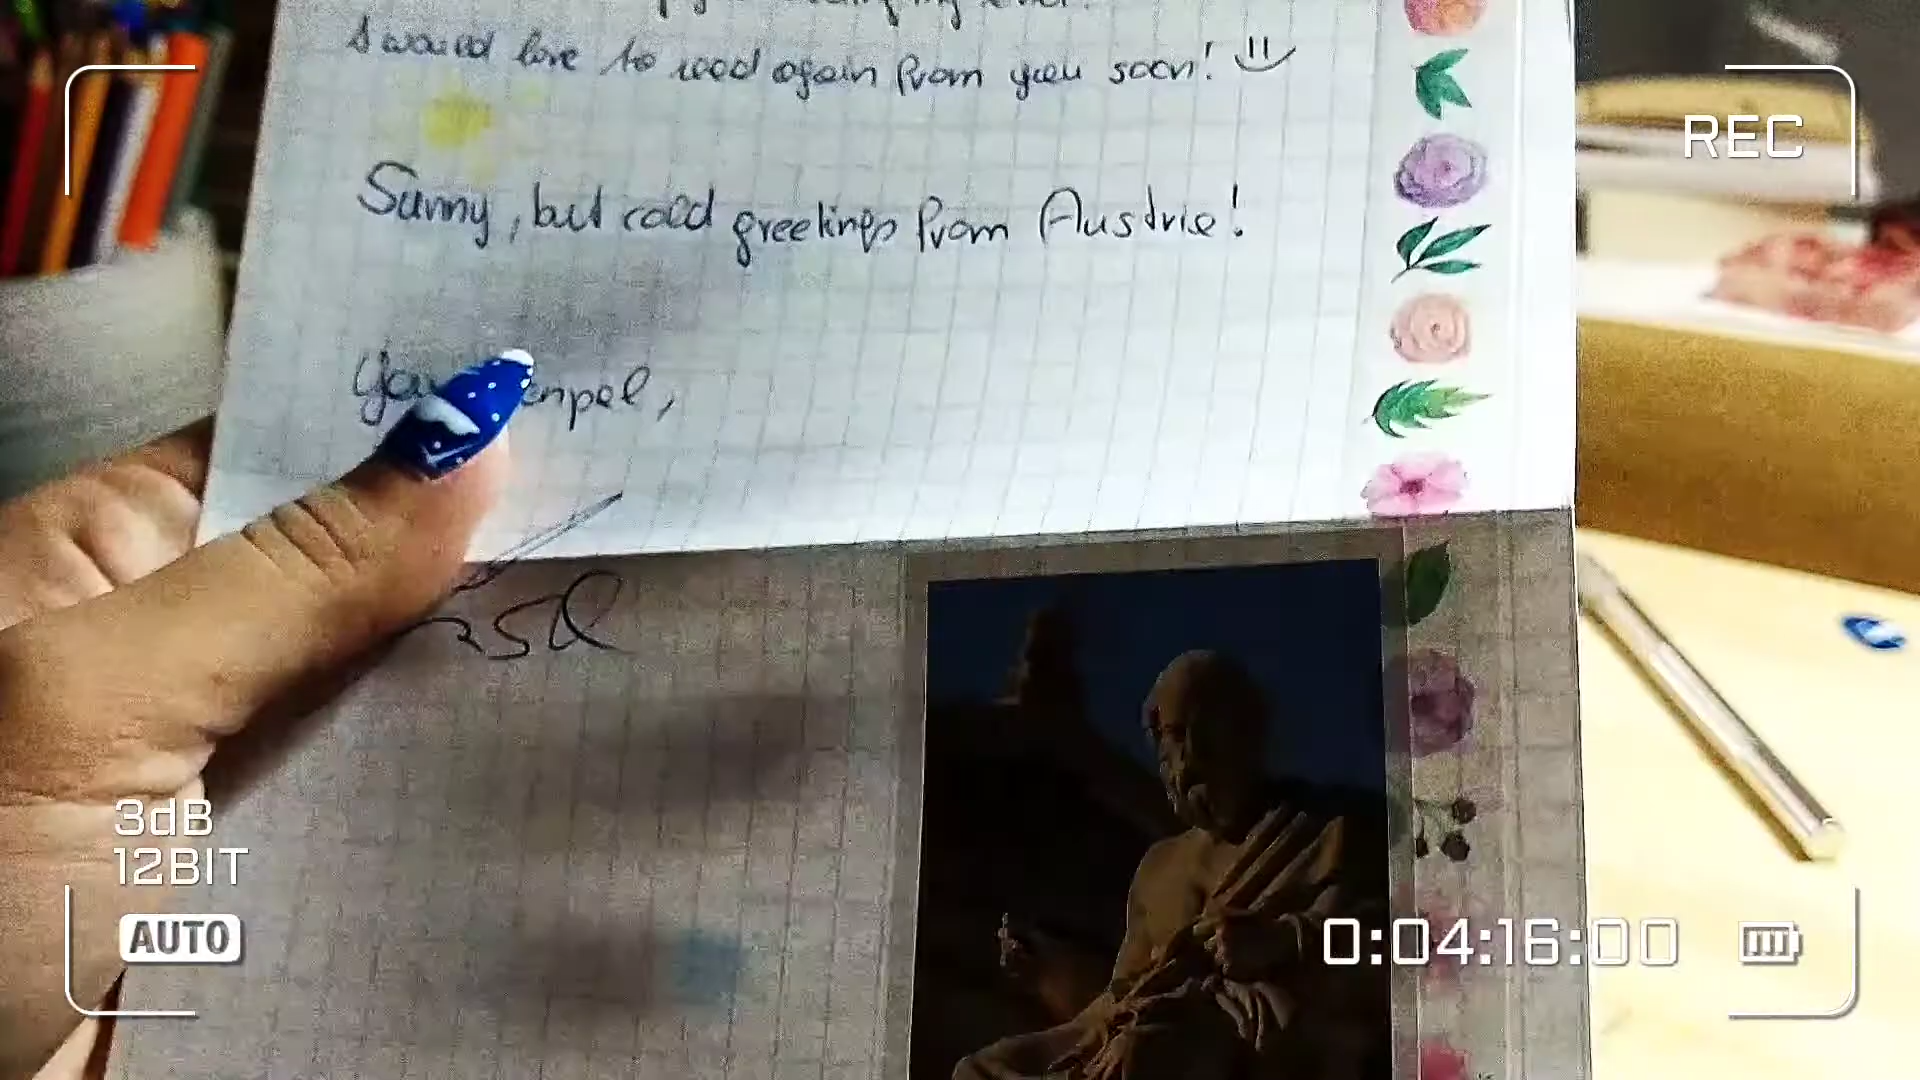 I would love to read again from you soon!
REC
Sunny, but cold greetings from Austria!
3dB
12BIT
AUTO
0:04:16:00